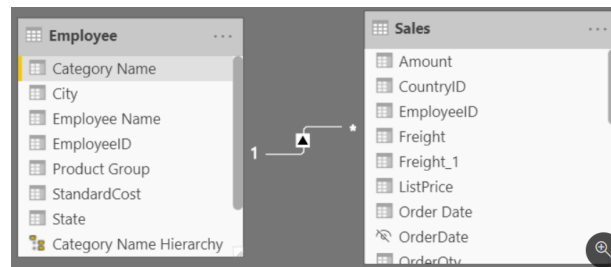 Employee ...
Category Name
City
Employee Name
EmployeeID
Product Group
StandardCost
State
Category Name Hierarchy
1
*
Sales ...
Amount
CountryID
EmployeeID
Freight
Freight_1
ListPrice
Order Date
OrderDate
OrderQty